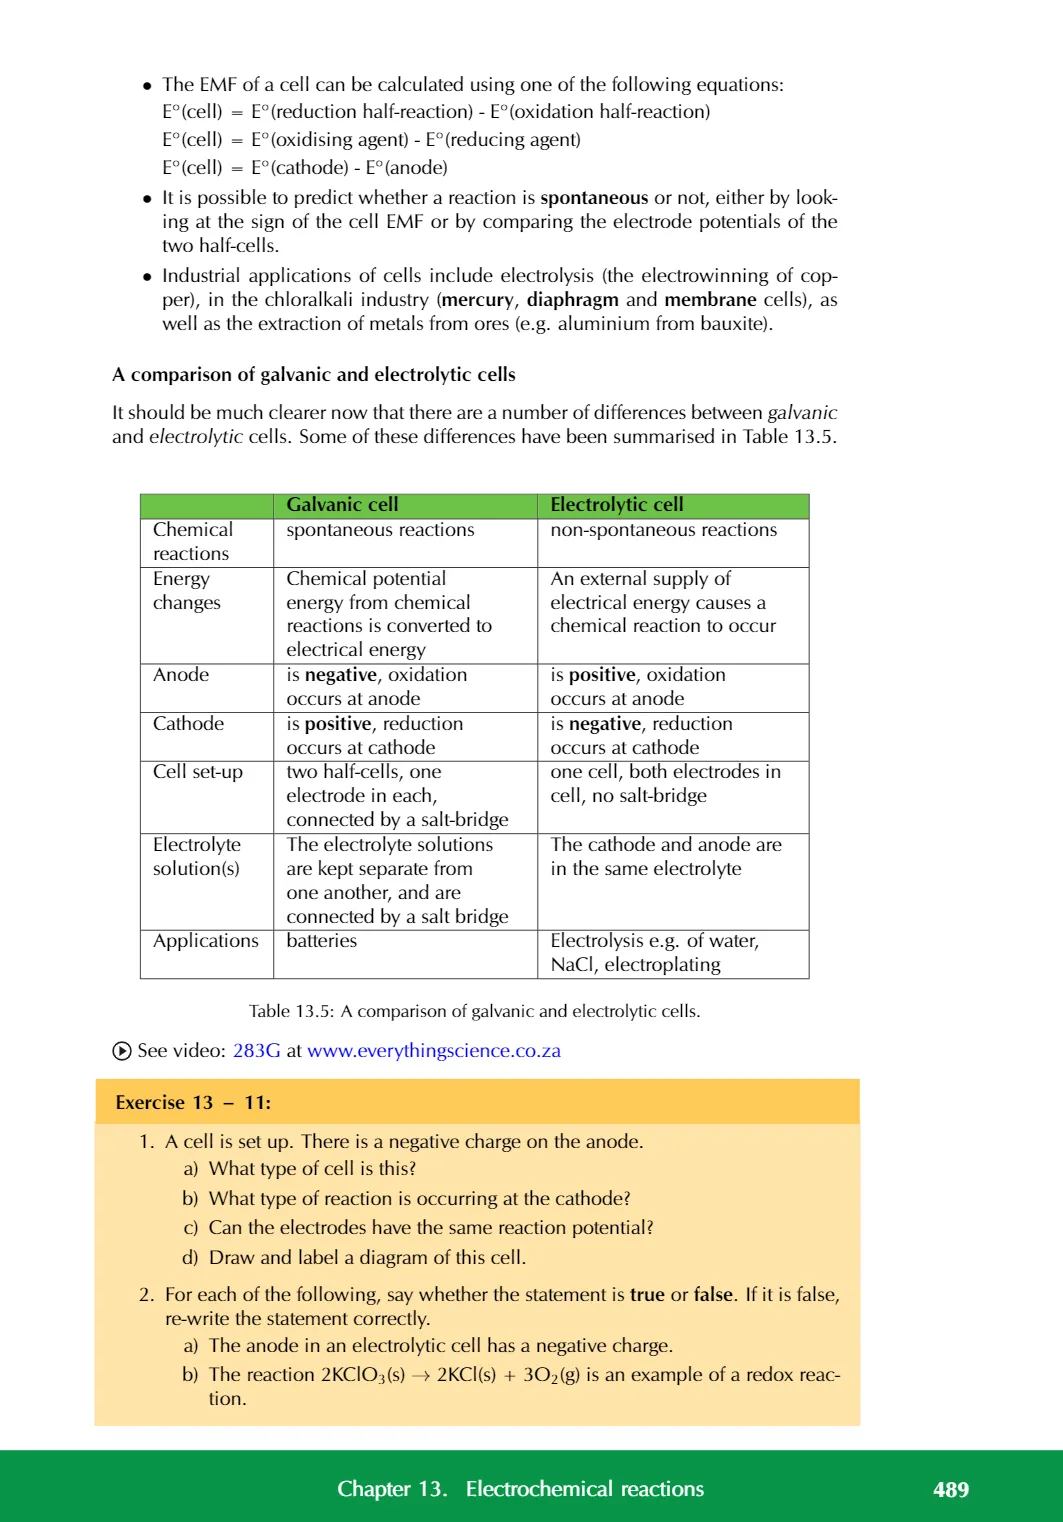 • The EMF of a cell can be calculated using one of the following equations:
E°(cell) = E°(reduction half-reaction) - E°(oxidation half-reaction)
E°(cell) = E°(oxidising agent) - E°(reducing agent)
E°(cell) = E°(cathode) - E°(anode)
• It is possible to predict whether a reaction is spontaneous or not, either by look-
ing at the sign of the cell EMF or by comparing the electrode potentials of the
two half-cells.
• Industrial applications of cells include electrolysis (the electrowinning of cop-
per), in the chloralkali industry (mercury, diaphragm and membrane cells), as
well as the extraction of metals from ores (e.g. aluminium from bauxite).
A comparison of galvanic and electrolytic cells
It should be much clearer now that there are a number of differences between galvanic
and electrolytic cells. Some of these differences have been summarised in Table 13.5.
Galvanic cell Electrolytic cell
Chemical spontaneous reactions non-spontaneous reactions
reactions
Energy Chemical potential An external supply of
changes energy from chemical electrical energy causes a
reactions is converted to chemical reaction to occur
electrical energy
Anode is negative, oxidation is positive, oxidation
occurs at anode occurs at anode
Cathode is positive, reduction is negative, reduction
occurs at cathode occurs at cathode
Cell set-up two half-cells, one one cell, both electrodes in
electrode in each, cell, no salt-bridge
connected by a salt-bridge
Electrolyte The electrolyte solutions The cathode and anode are
solution(s) are kept separate from in the same electrolyte
one another, and are
connected by a salt bridge
Applications batteries Electrolysis e.g. of water,
NaCl, electroplating
Table 13.5: A comparison of galvanic and electrolytic cells.
See video: 283G at www.everythingscience.co.za
Exercise 13 – 11:
1. A cell is set up. There is a negative charge on the anode.
a) What type of cell is this?
b) What type of reaction is occurring at the cathode?
c) Can the electrodes have the same reaction potential?
d) Draw and label a diagram of this cell.
2. For each of the following, say whether the statement is true or false. If it is false,
re-write the statement correctly.
a) The anode in an electrolytic cell has a negative charge.
b) The reaction 2KClO₃(s) → 2KCl(s) + 3O₂(g) is an example of a redox reac-
tion.
Chapter 13. Electrochemical reactions 489